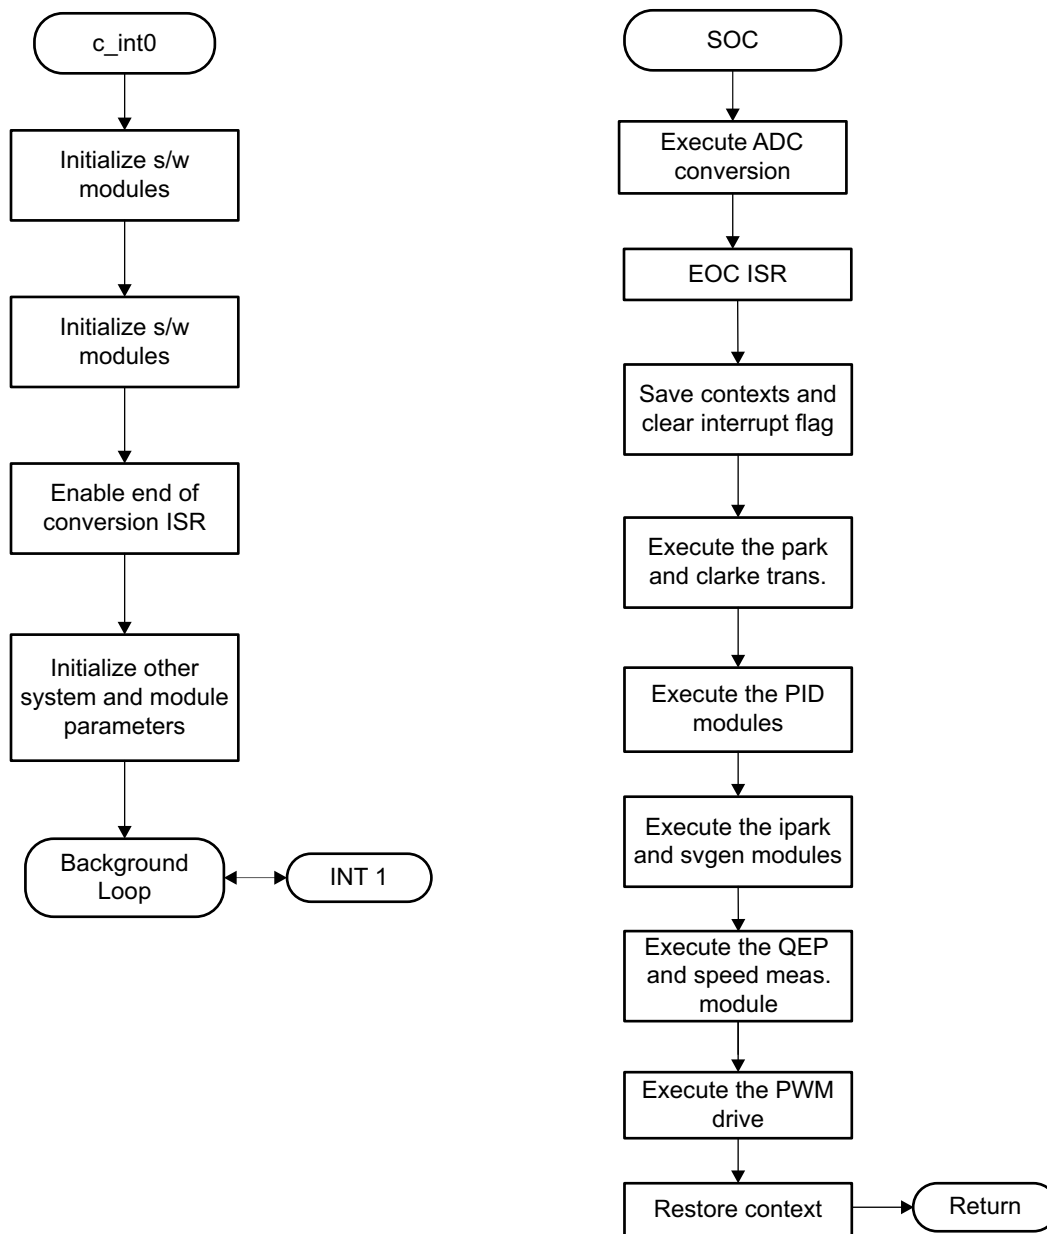 c_int0
Initialize s/w
modules
Initialize s/w
modules
Enable end of
conversion ISR
Initialize other
system and module
parameters
Background
Loop
INT 1
SOC
Execute ADC
conversion
EOC ISR
Save contexts and
clear interrupt flag
Execute the park
and clarke trans.
Execute the PID
modules
Execute the ipark
and svgen modules
Execute the QEP
and speed meas.
module
Execute the PWM
drive
Restore context
Return